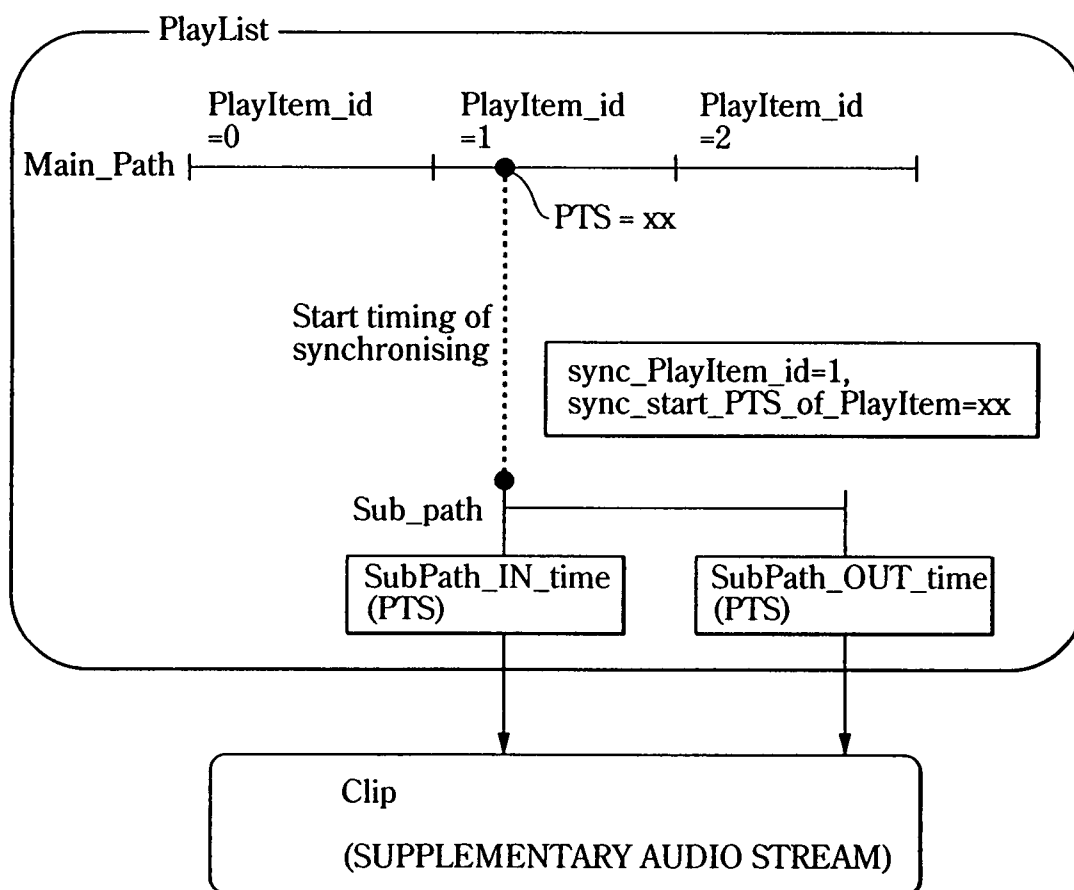 PlayList
PlayItem_id
=0
PlayItem_id
=1
PlayItem_id
=2
Main_Path
PTS = xx
Start timing of
synchronising
sync_PlayItem_id=1,
sync_start_PTS_of_PlayItem=xx
Sub_path
SubPath_IN_time
(PTS)
SubPath_OUT_time
(PTS)
Clip
(SUPPLEMENTARY AUDIO STREAM)